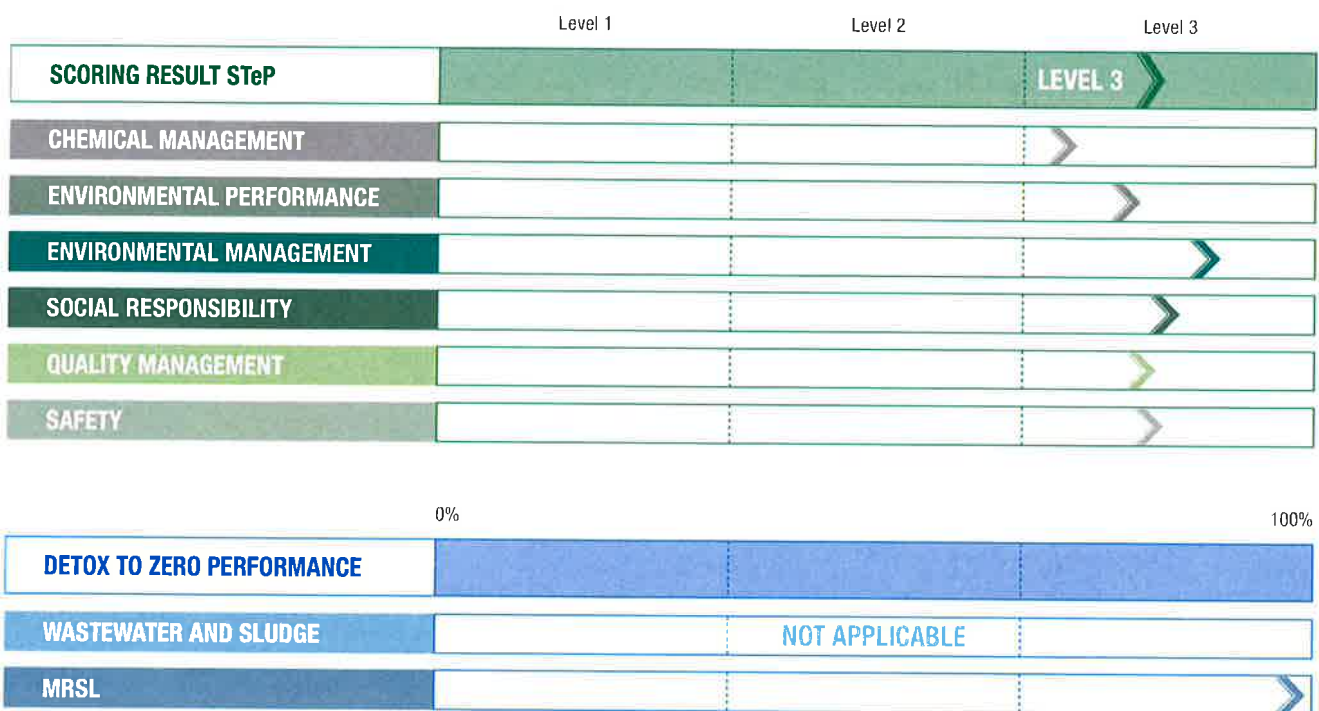 Level 1 Level 2 Level 3
SCORING RESULT STeP LEVEL 3
CHEMICAL MANAGEMENT
ENVIRONMENTAL PERFORMANCE
ENVIRONMENTAL MANAGEMENT
SOCIAL RESPONSIBILITY
QUALITY MANAGEMENT
SAFETY
0% 100%
DETOX TO ZERO PERFORMANCE
WASTEWATER AND SLUDGE NOT APPLICABLE
MRSL